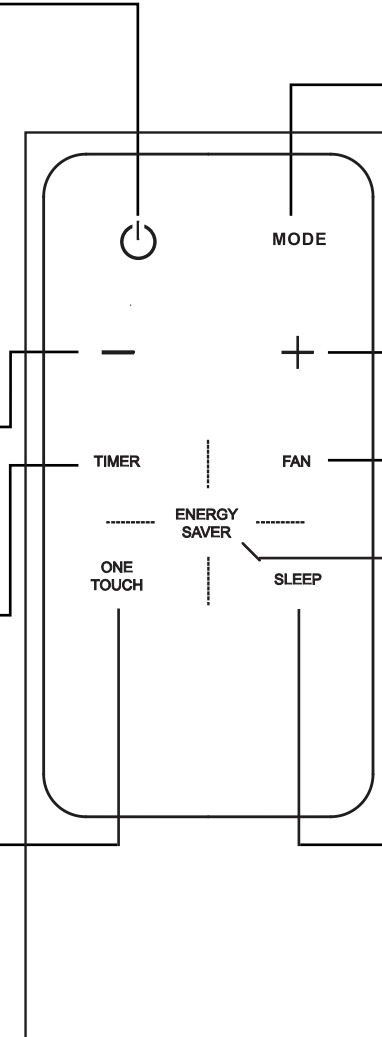 MODE
− +
TIMER
FAN
ENERGY
SAVER
ONE
TOUCH
SLEEP